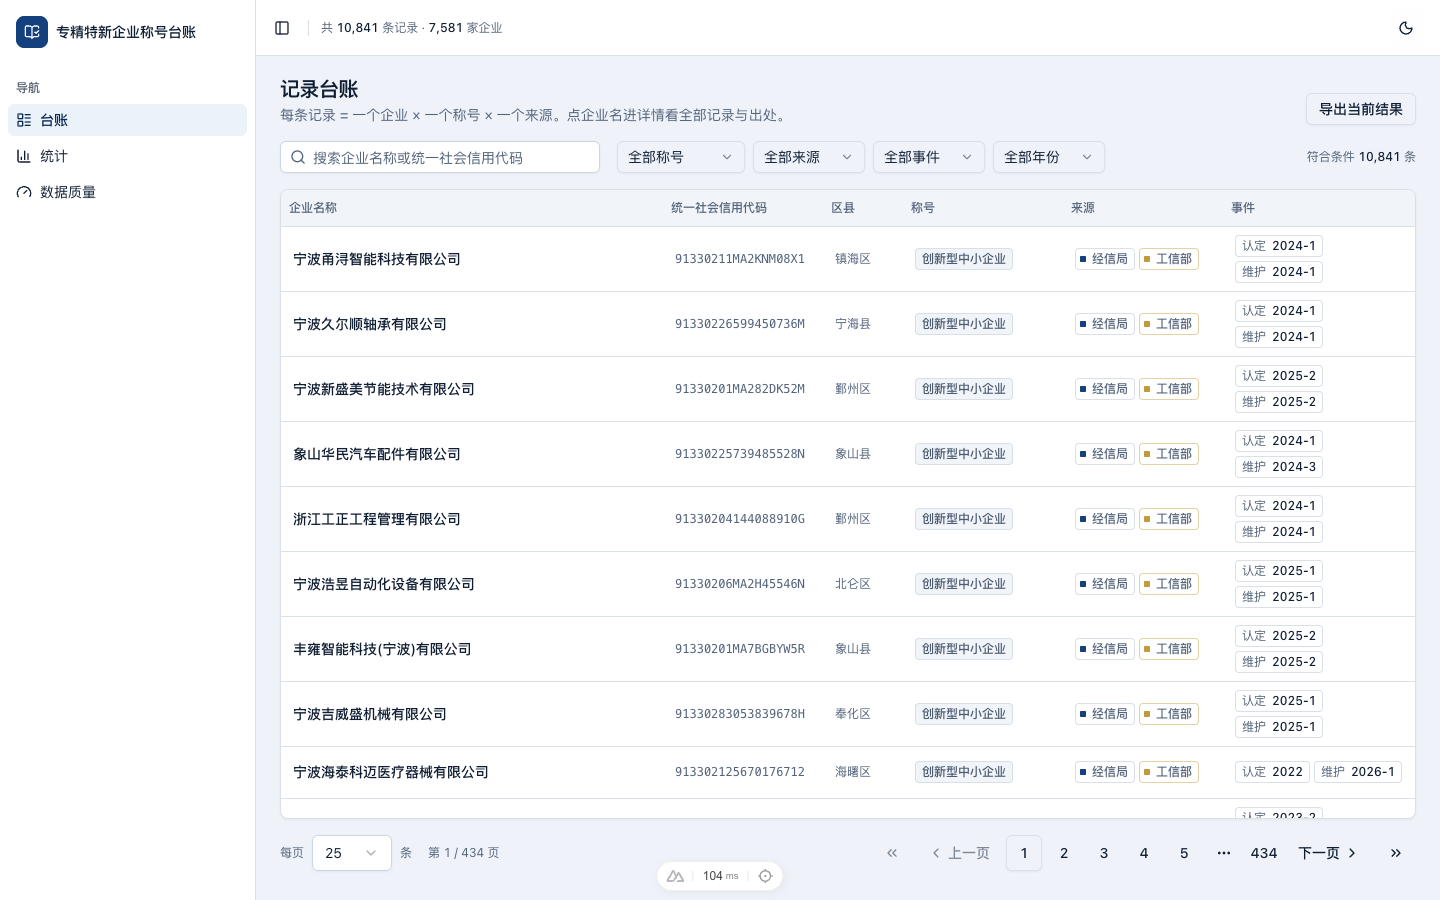 专精特新企业称号台账
导航
台账
统计
数据质量
共 10,841 条记录 · 7,581 家企业
记录台账
每条记录 = 一个企业 × 一个称号 × 一个来源。点企业名进详情看全部记录与出处。
导出当前结果
搜索企业名称或统一社会信用代码 全部称号 全部来源 全部事件 全部年份 符合条件 10,841 条
企业名称 统一社会信用代码 区县 称号 来源 事件
宁波甬浔智能科技有限公司 91330211MA2KNM08X1 镇海区 创新型中小企业 经信局 工信部 认定 2024-1
维护 2024-1
宁波久尔顺轴承有限公司 91330226599450736M 宁海县 创新型中小企业 经信局 工信部 认定 2024-1
维护 2024-1
宁波新盛美节能技术有限公司 91330201MA282DK52M 鄞州区 创新型中小企业 经信局 工信部 认定 2025-2
维护 2025-2
象山华民汽车配件有限公司 91330225739485528N 象山县 创新型中小企业 经信局 工信部 认定 2024-1
维护 2024-3
浙江工正工程管理有限公司 91330204144088910G 鄞州区 创新型中小企业 经信局 工信部 认定 2024-1
维护 2024-1
宁波浩昱自动化设备有限公司 91330206MA2H45546N 北仑区 创新型中小企业 经信局 工信部 认定 2025-1
维护 2025-1
丰雍智能科技(宁波)有限公司 91330201MA7BGBYW5R 象山县 创新型中小企业 经信局 工信部 认定 2025-2
维护 2025-2
宁波吉威盛机械有限公司 91330283053839678H 奉化区 创新型中小企业 经信局 工信部 认定 2025-1
维护 2025-1
宁波海泰科迈医疗器械有限公司 913302125670176712 海曙区 创新型中小企业 经信局 工信部 认定 2022 维护 2026-1
认定 2023-2
每页 25 条 第 1 / 434 页 上一页 1 2 3 4 5 ··· 434 下一页
104 ms